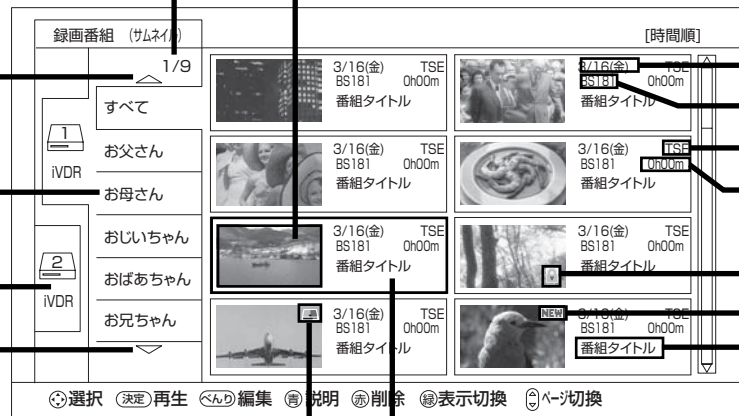 録画番組 (サムネイル) [時間順]
1/9
すべて
お父さん
お母さん
おじいちゃん
おばあちゃん
お兄ちゃん
1
iVDR
2
iVDR
3/16(金) TSE
BS181 0h00m
番組タイトル
3/16(金) TSE
BS181 0h00m
番組タイトル
3/16(金) TSE
BS181 0h00m
番組タイトル
3/16(金) TSE
BS181 0h00m
番組タイトル
3/16(金) TSE
BS181 0h00m
番組タイトル
3/16(金) TSE
BS181 0h00m
番組タイトル
3/16(金) TSE
BS181 0h00m
番組タイトル
NEW
3/16(金) TSE
BS181 0h00m
番組タイトル
選択 決定 再生 べんり 編集 青 説明 赤 削除 緑 表示切換 ページ切換